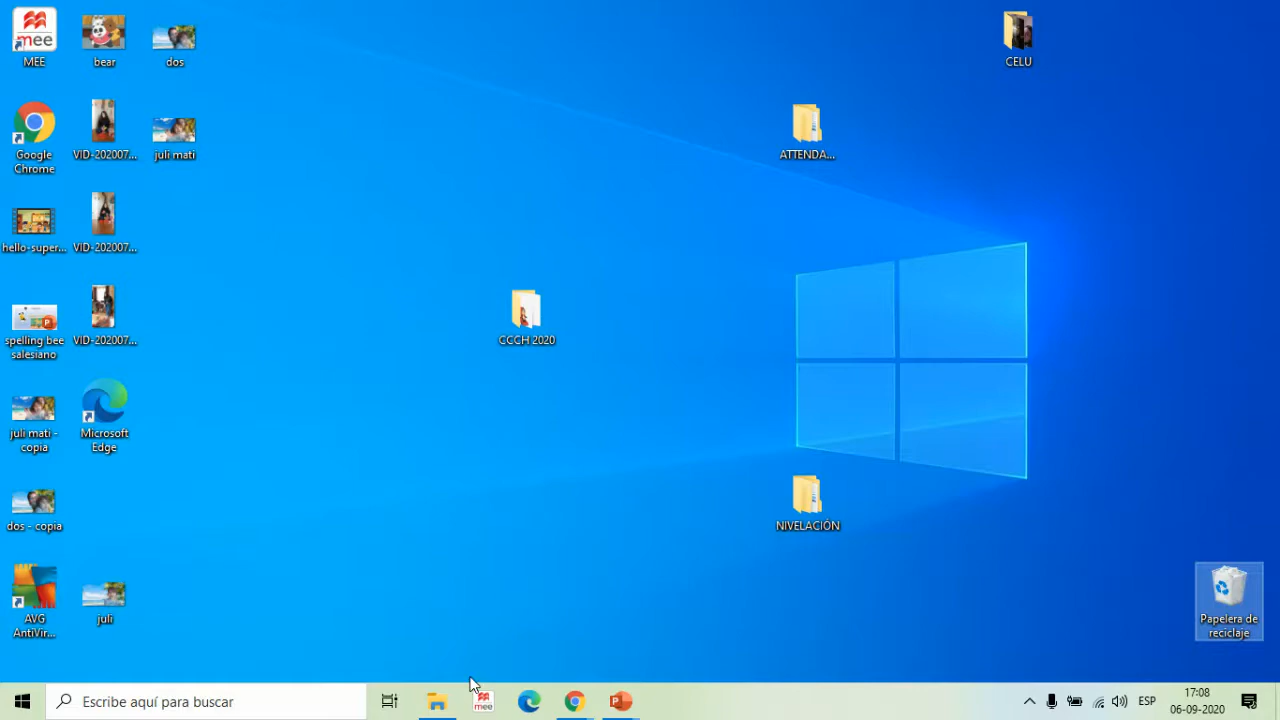 mee
MEE
bear
dos
CELU
Google
Chrome
VID-202007...
juli mati
ATTENDA...
hello-super...
VID-202007...
spelling bee
salesiano
VID-202007...
CCCH 2020
juli mati -
copia
Microsoft
Edge
dos - copia
NIVELACIÓN
AVG
AntiVir...
juli
Papelera de
reciclaje
Escribe aquí para buscar
mee
ESP
17:08
06-09-2020